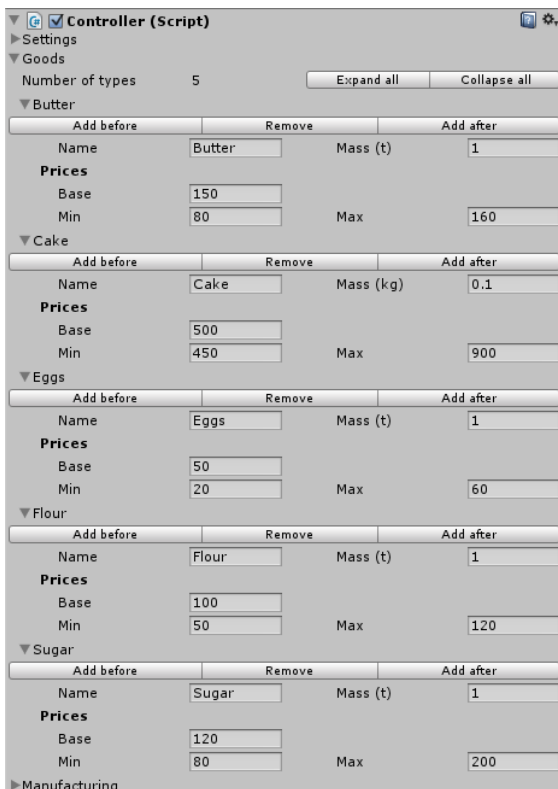 Controller (Script)
Settings
Goods
Number of types 5 Expand all Collapse all
Butter
Add before Remove Add after
Name Butter Mass (t) 1
Prices
Base 150
Min 80 Max 160
Cake
Add before Remove Add after
Name Cake Mass (kg) 0.1
Prices
Base 500
Min 450 Max 900
Eggs
Add before Remove Add after
Name Eggs Mass (t) 1
Prices
Base 50
Min 20 Max 60
Flour
Add before Remove Add after
Name Flour Mass (t) 1
Prices
Base 100
Min 50 Max 120
Sugar
Add before Remove Add after
Name Sugar Mass (t) 1
Prices
Base 120
Min 80 Max 200
Manufacturing